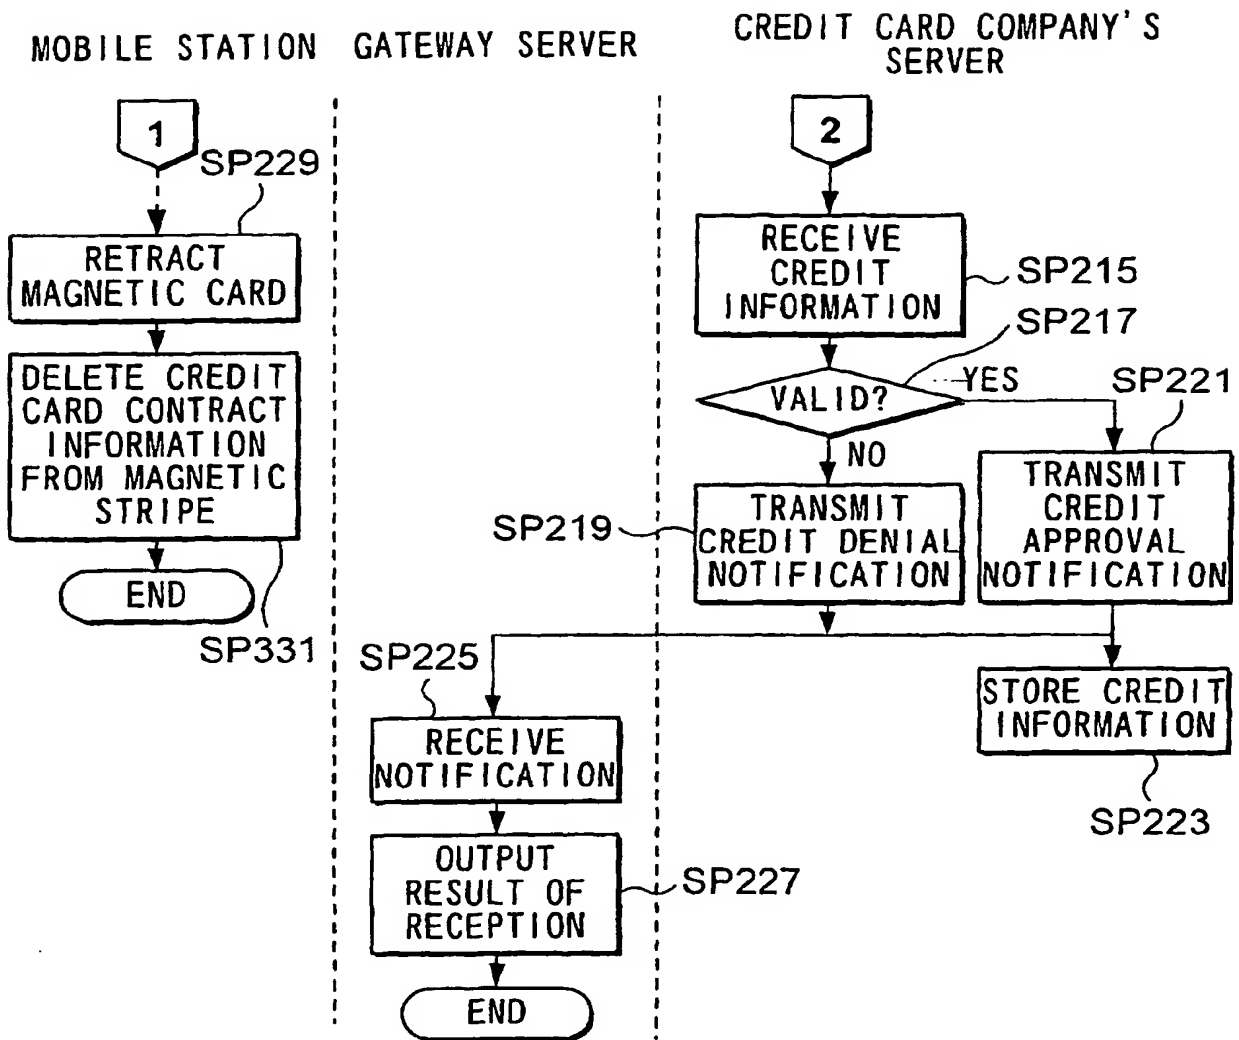 MOBILE STATION
GATEWAY SERVER
CREDIT CARD COMPANY'S
SERVER
1
SP229
RETRACT
MAGNETIC CARD
DELETE CREDIT
CARD CONTRACT
INFORMATION
FROM MAGNETIC
STRIPE
END
SP331
2
RECEIVE
CREDIT
INFORMATION
SP215
SP217
VALID?
YES
NO
SP221
SP219
TRANSMIT
CREDIT DENIAL
NOTIFICATION
TRANSMIT
CREDIT
APPROVAL
NOTIFICATION
SP225
RECEIVE
NOTIFICATION
STORE CREDIT
INFORMATION
SP223
OUTPUT
RESULT OF
RECEPTION
SP227
END